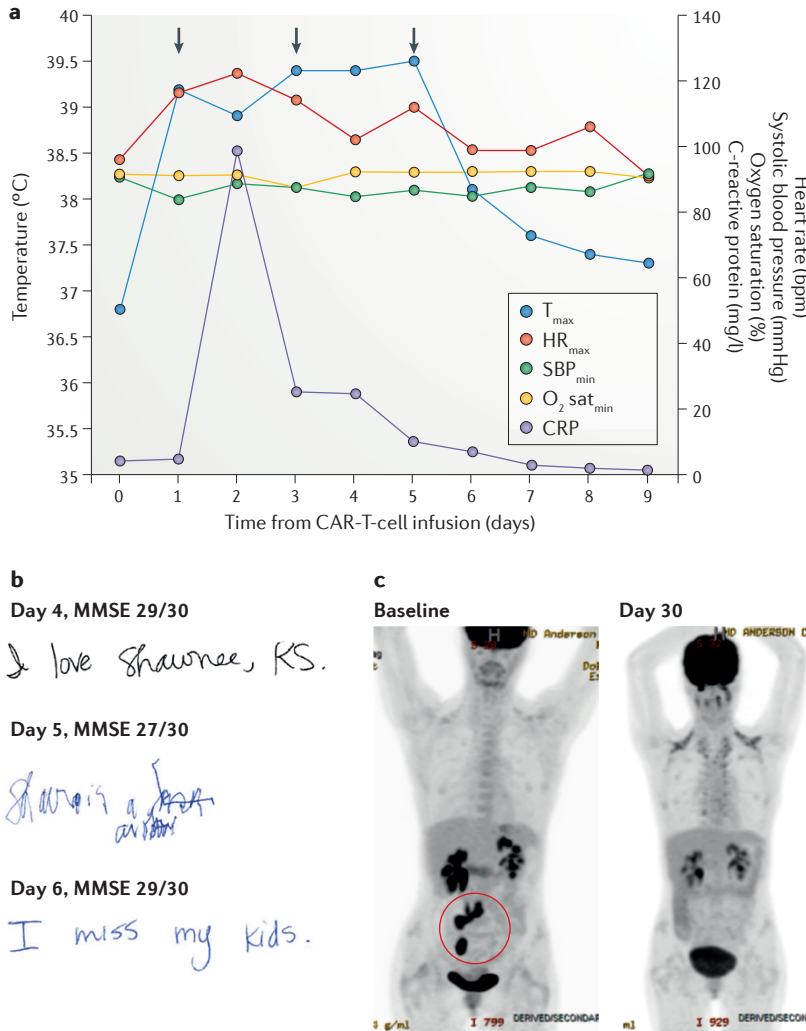 a
40
39.5
39
38.5
38
37.5
37
36.5
36
35.5
35
Temperature (ºC)
140
120
100
80
60
40
20
0
Heart rate (bpm)
Systolic blood pressure (mmHg)
Oxygen saturation (%)
C-reactive protein (mg/l)
Tmax
HRmax
SBPmin
O2 satmin
CRP
0 1 2 3 4 5 6 7 8 9
Time from CAR-T-cell infusion (days)
b
Day 4, MMSE 29/30
I love Shawnee, KS.
Day 5, MMSE 27/30
a
Day 6, MMSE 29/30
I miss my kids.
c
Baseline
H
MD Anderson
g/ml
I 799
DERIVED/SECONDAR
Day 30
H
MD ANDERSON D
ml
I 929
DERIVED/SECONDAR